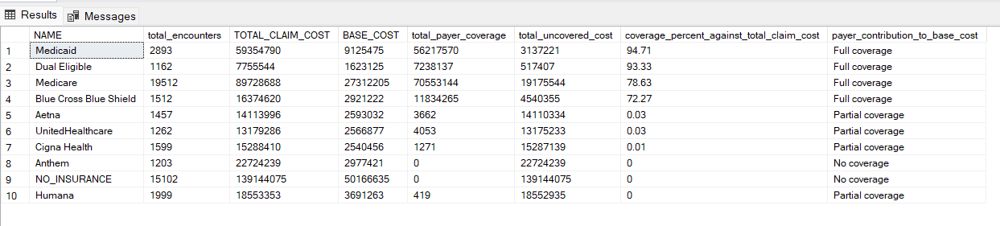 Results Messages
NAME total_encounters TOTAL_CLAIM_COST BASE_COST total_payer_coverage total_uncovered_cost coverage_percent_against_total_claim_cost payer_contribution_to_base_cost
1 Medicaid 2893 59354790 9125475 56217570 3137221 94.71 Full coverage
2 Dual Eligible 1162 7755544 1623125 7238137 517407 93.33 Full coverage
3 Medicare 19512 89728688 27312205 70553144 19175544 78.63 Full coverage
4 Blue Cross Blue Shield 1512 16374620 2921222 11834265 4540355 72.27 Full coverage
5 Aetna 1457 14113996 2593032 3662 14110334 0.03 Partial coverage
6 UnitedHealthcare 1262 13179286 2566877 4053 13175233 0.03 Partial coverage
7 Cigna Health 1599 15288410 2540456 1271 15287139 0.01 Partial coverage
8 Anthem 1203 22724239 2977421 0 22724239 0 No coverage
9 NO_INSURANCE 15102 139144075 50166635 0 139144075 0 No coverage
10 Humana 1999 18553353 3691263 419 18552935 0 Partial coverage